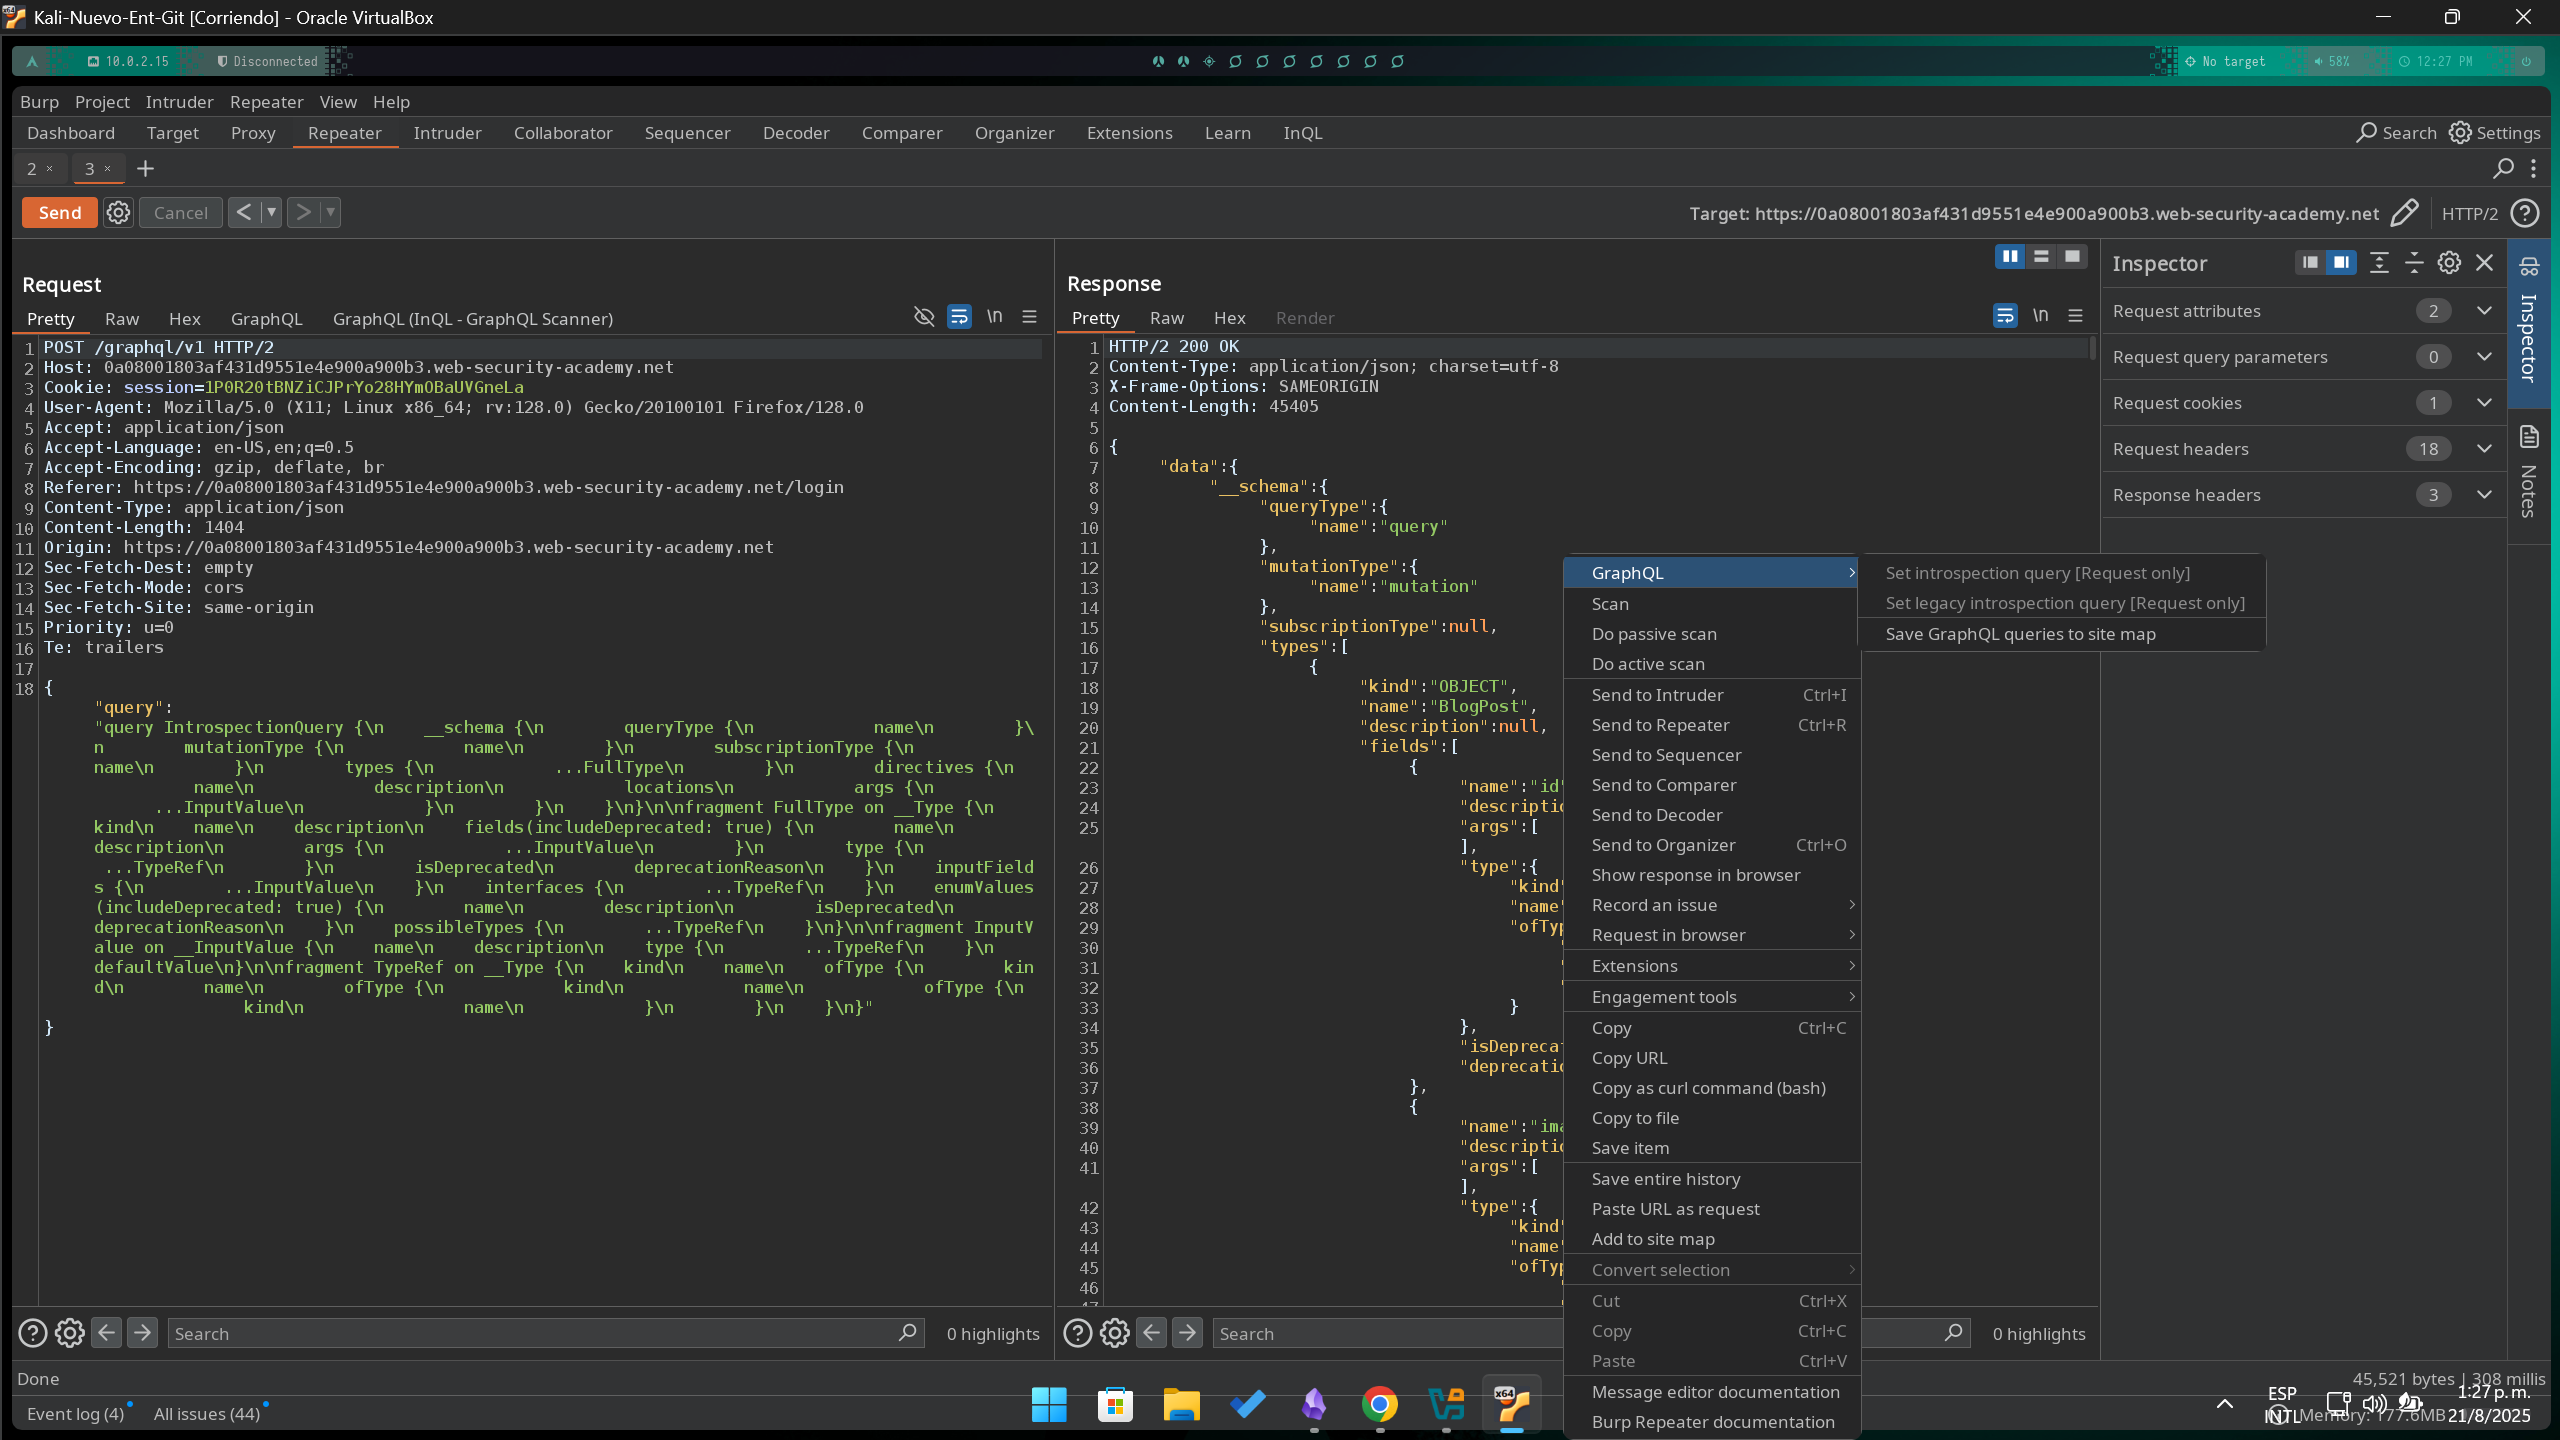 Kali-Nuevo-Ent-Git [Corriendo] - Oracle VirtualBox
10.0.2.15 Disconnected No target 58% 12:27 PM
Burp Project Intruder Repeater View Help
Dashboard Target Proxy Repeater Intruder Collaborator Sequencer Decoder Comparer Organizer Extensions Learn InQL Search Settings
2 × 3 × +
Send Cancel < > Target: https://0a08001803af431d9551e4e900a900b3.web-security-academy.net HTTP/2 ?
Request
Pretty Raw Hex GraphQL GraphQL (InQL - GraphQL Scanner) \n
1 POST /graphql/v1 HTTP/2
2 Host: 0a08001803af431d9551e4e900a900b3.web-security-academy.net
3 Cookie: session=1P0R20tBNZiCJPrYo28HYmOBaUVGneLa
4 User-Agent: Mozilla/5.0 (X11; Linux x86_64; rv:128.0) Gecko/20100101 Firefox/128.0
5 Accept: application/json
6 Accept-Language: en-US,en;q=0.5
7 Accept-Encoding: gzip, deflate, br
8 Referer: https://0a08001803af431d9551e4e900a900b3.web-security-academy.net/login
9 Content-Type: application/json
10 Content-Length: 1404
11 Origin: https://0a08001803af431d9551e4e900a900b3.web-security-academy.net
12 Sec-Fetch-Dest: empty
13 Sec-Fetch-Mode: cors
14 Sec-Fetch-Site: same-origin
15 Priority: u=0
16 Te: trailers
17
18 {
"query":
"query IntrospectionQuery {\n    __schema {\n        queryType {\n            name\n        }\
n        mutationType {\n            name\n        }\n        subscriptionType {\n
name\n        }\n        types {\n            ...FullType\n        }\n        directives {\n
name\n            description\n            locations\n            args {\n
...InputValue\n            }\n        }\n    }\n}\n\nfragment FullType on __Type {\n
kind\n    name\n    description\n    fields(includeDeprecated: true) {\n        name\n
description\n        args {\n            ...InputValue\n        }\n        type {\n
...TypeRef\n        }\n        isDeprecated\n        deprecationReason\n    }\n    inputField
s {\n        ...InputValue\n    }\n    interfaces {\n        ...TypeRef\n    }\n    enumValues
(includeDeprecated: true) {\n        name\n        description\n        isDeprecated\n
deprecationReason\n    }\n    possibleTypes {\n        ...TypeRef\n    }\n}\n\nfragment InputV
alue on __InputValue {\n    name\n    description\n    type {\n        ...TypeRef\n    }\n
defaultValue\n}\n\nfragment TypeRef on __Type {\n    kind\n    name\n    ofType {\n        kin
d\n        name\n        ofType {\n            kind\n            name\n            ofType {\n
kind\n                name\n            }\n        }\n    }\n}"
}
Search 0 highlights
Response
Pretty Raw Hex Render \n
1 HTTP/2 200 OK
2 Content-Type: application/json; charset=utf-8
3 X-Frame-Options: SAMEORIGIN
4 Content-Length: 45405
5
6 {
7 "data":{
8 "__schema":{
9 "queryType":{
10 "name":"query"
11 },
12 "mutationType":{
13 "name":"mutation"
14 },
15 "subscriptionType":null,
16 "types":[
17 {
18 "kind":"OBJECT",
19 "name":"BlogPost",
20 "description":null,
21 "fields":[
22 {
23 "name":"id"
24 "descriptio
25 "args":[
],
26 "type":{
27 "kind"
28 "name"
29 "ofTyp
30
31
32
33 }
34 },
35 "isDepreca
36 "deprecatio
37 },
38 {
39 "name":"ima
40 "descriptio
41 "args":[
],
42 "type":{
43 "kind"
44 "name"
45 "ofTyp
46
Search 0 highlights
GraphQL
Scan
Do passive scan
Do active scan
Send to Intruder Ctrl+I
Send to Repeater Ctrl+R
Send to Sequencer
Send to Comparer
Send to Decoder
Send to Organizer Ctrl+O
Show response in browser
Record an issue
Request in browser
Extensions
Engagement tools
Copy Ctrl+C
Copy URL
Copy as curl command (bash)
Copy to file
Save item
Save entire history
Paste URL as request
Add to site map
Convert selection
Cut Ctrl+X
Copy Ctrl+C
Paste Ctrl+V
Message editor documentation
Burp Repeater documentation
Set introspection query [Request only]
Set legacy introspection query [Request only]
Save GraphQL queries to site map
Inspector
Request attributes 2
Request query parameters 0
Request cookies 1
Request headers 18
Response headers 3
Inspector
Notes
Done 45,521 bytes | 308 millis
Event log (4) All issues (44) Memory: 177.6MB
x64
ESP
INTL
1:27 p. m.
21/8/2025